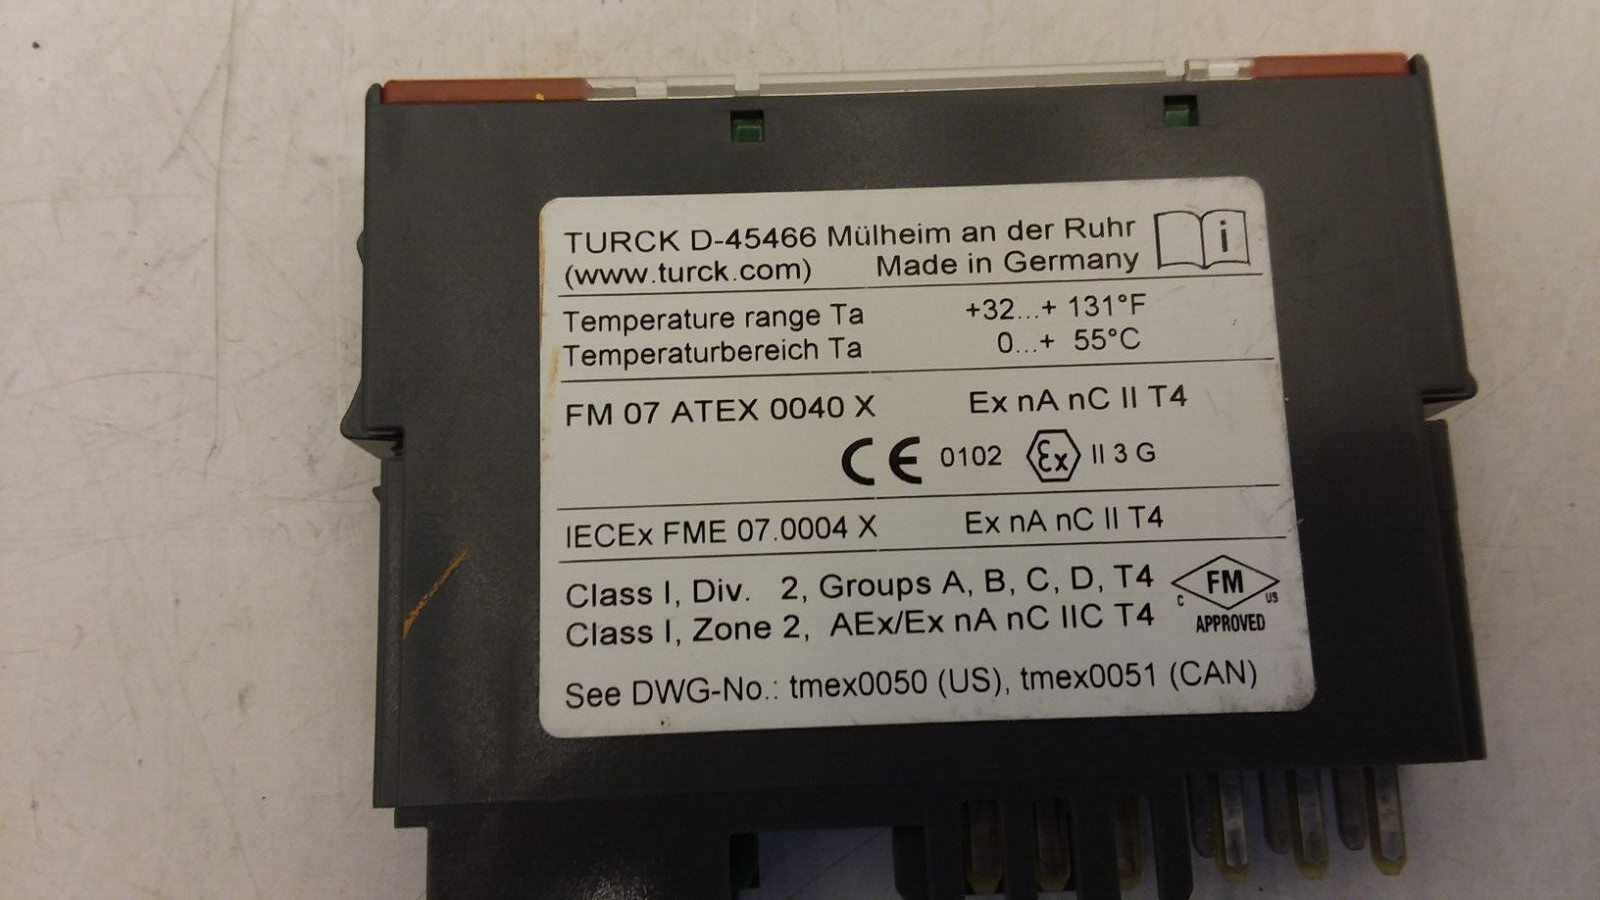 TURCK D-45466 Mülheim an der Ruhr
(www.turck.com) Made in Germany
i
Temperature range Ta +32...+ 131°F
Temperaturbereich Ta 0...+ 55°C
FM 07 ATEX 0040 X Ex nA nC II T4
CE 0102 Ex II 3 G
IECEx FME 07.0004 X Ex nA nC II T4
Class I, Div. 2, Groups A, B, C, D, T4
Class I, Zone 2, AEx/Ex nA nC IIC T4
FM
C US
APPROVED
See DWG-No.: tmex0050 (US), tmex0051 (CAN)